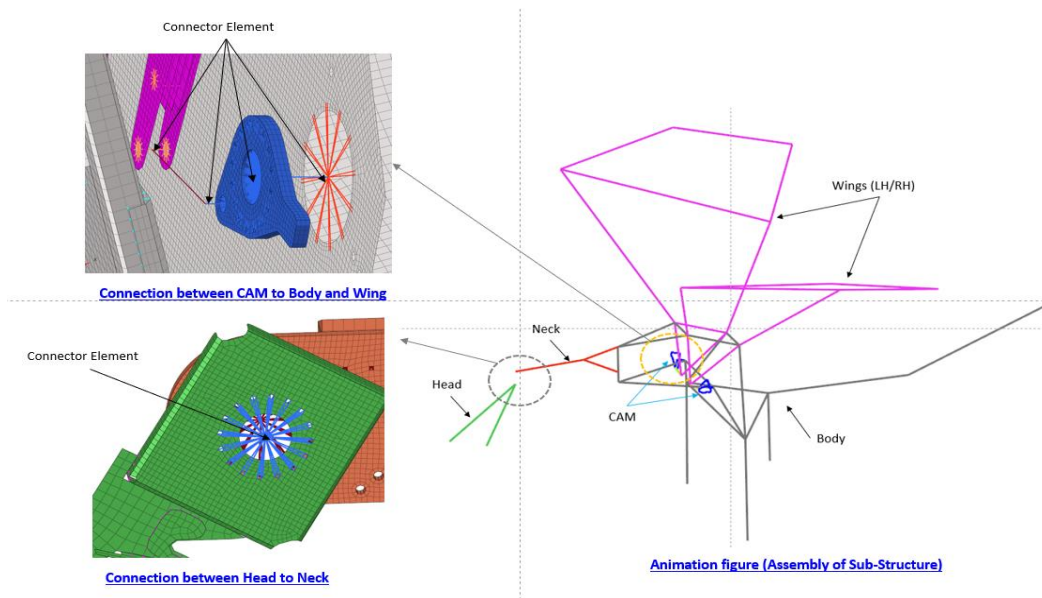 Connector Element
Connection between CAM to Body and Wing
Connector Element
Connection between Head to Neck
Wings (LH/RH)
Neck
Head
CAM
Body
Animation figure (Assembly of Sub-Structure)